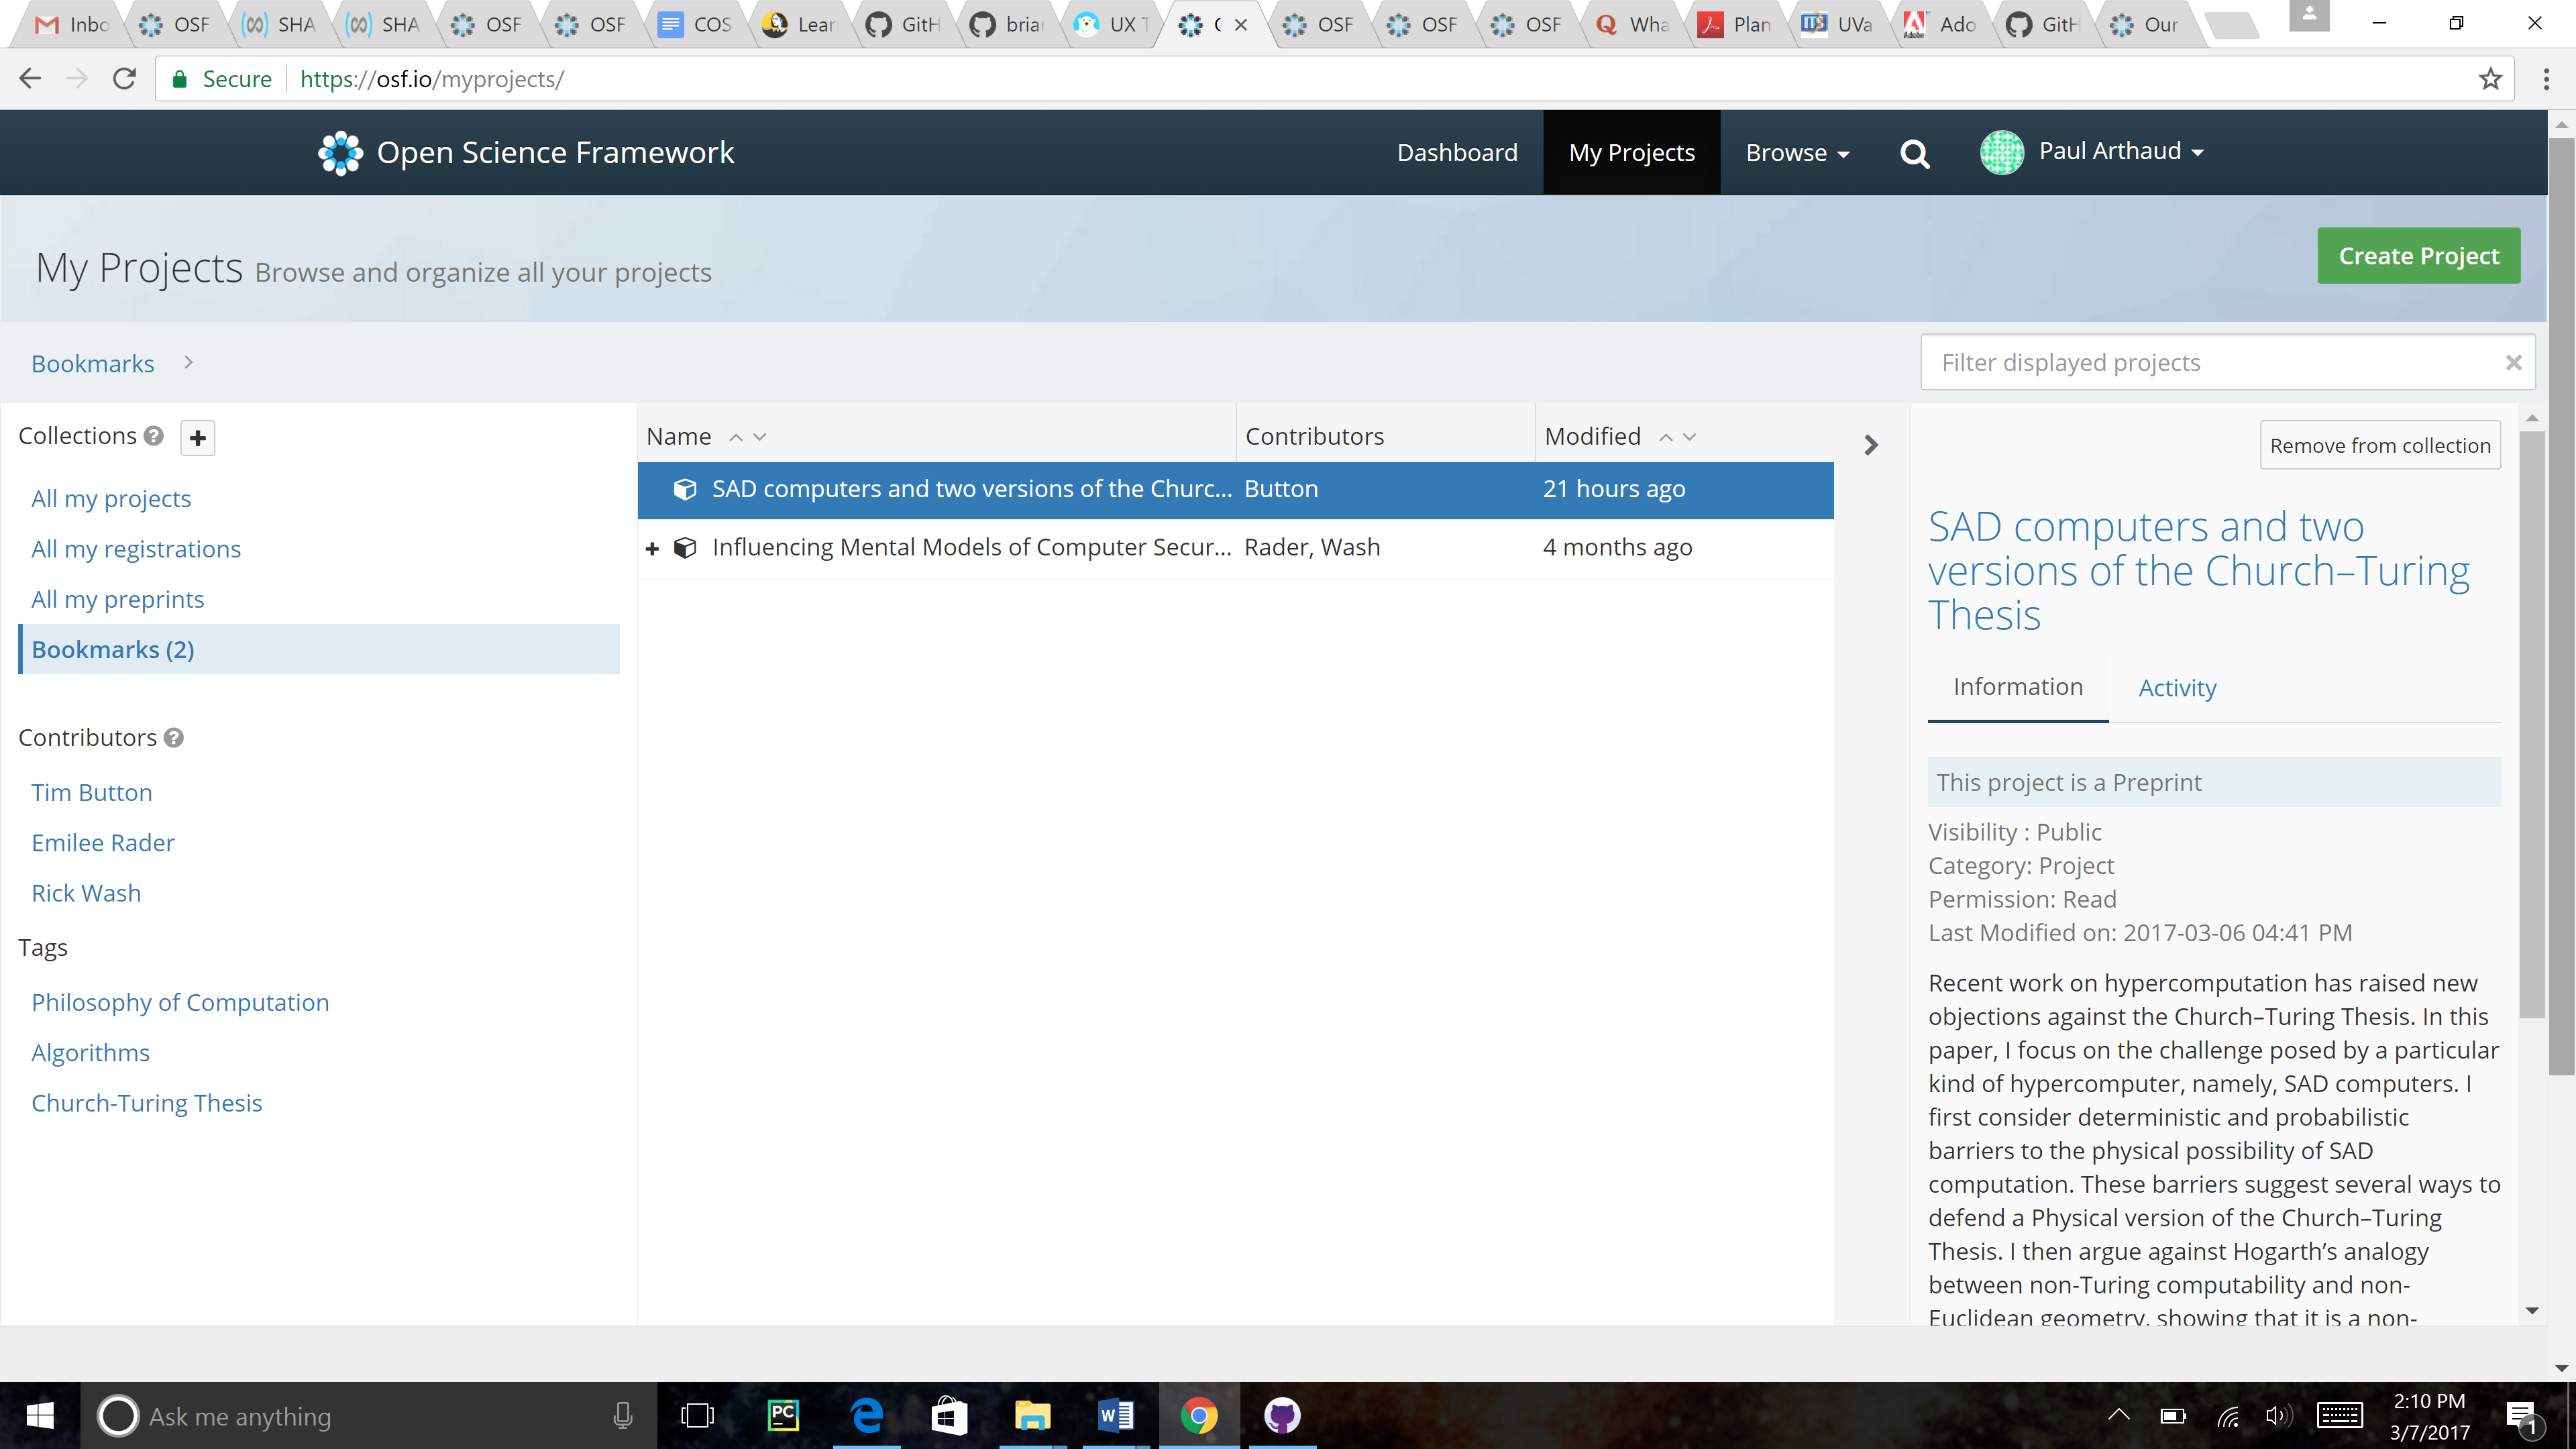 Inbo
OSF
SHA
SHA
OSF
OSF
COS
Lear
GitH
briar
UX T
OSF
OSF
OSF
Wha
Plan
UVa
Ado
GitH
Our
Secure
https://osf.io/myprojects/
Open Science Framework
Dashboard
My Projects
Browse
Paul Arthaud
My Projects Browse and organize all your projects
Create Project
Bookmarks
Filter displayed projects
Collections
All my projects
All my registrations
All my preprints
Bookmarks (2)
Contributors
Tim Button
Emilee Rader
Rick Wash
Tags
Philosophy of Computation
Algorithms
Church-Turing Thesis
Name Contributors Modified
SAD computers and two versions of the Churc... Button 21 hours ago
Influencing Mental Models of Computer Secur... Rader, Wash 4 months ago
Remove from collection
SAD computers and two
versions of the Church–Turing
Thesis
Information Activity
This project is a Preprint
Visibility : Public
Category: Project
Permission: Read
Last Modified on: 2017-03-06 04:41 PM
Recent work on hypercomputation has raised new
objections against the Church–Turing Thesis. In this
paper, I focus on the challenge posed by a particular
kind of hypercomputer, namely, SAD computers. I
first consider deterministic and probabilistic
barriers to the physical possibility of SAD
computation. These barriers suggest several ways to
defend a Physical version of the Church–Turing
Thesis. I then argue against Hogarth’s analogy
between non-Turing computability and non-
Euclidean geometry, showing that it is a non-
Ask me anything
PC
2:10 PM
3/7/2017
1